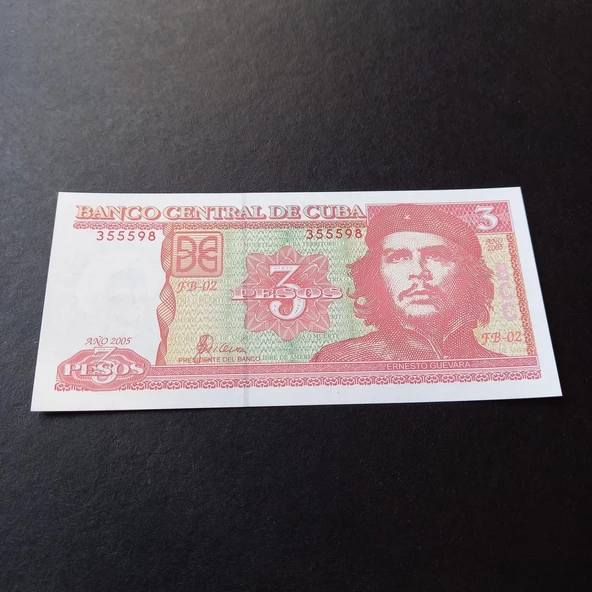 BANCO CENTRAL DE CUBA
3
355598
355598
AÑO
2005
FB-02
3
PESOS
AÑO 2005
PRESIDENTE DEL BANCO
FB-02
3
PESOS
ERNESTO GUEVARA